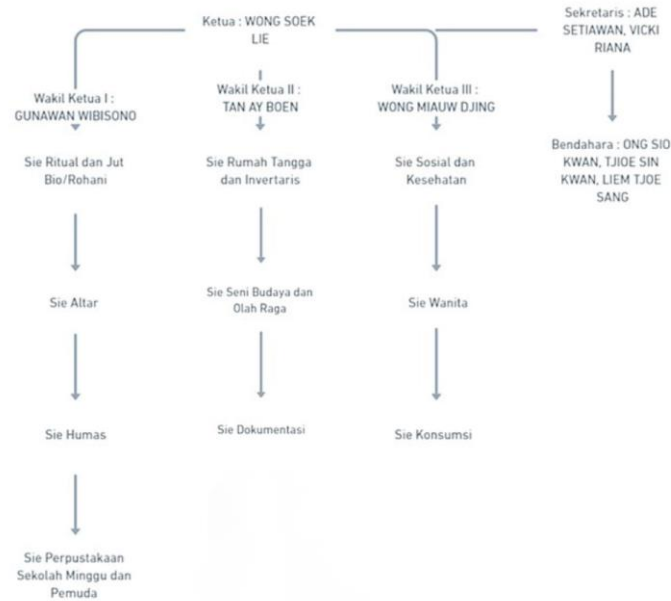 Ketua : WONG SOEK
LIE
Sekretaris : ADE
SETIAWAN, VICKI
RIANA
Wakil Ketua I :
GUNAWAN WIBISONO
Wakil Ketua II :
TAN AY BOEN
Wakil Ketua III :
WONG MIAUW DJING
Bendahara : ONG SIO
KWAN, TJIOE SIN
KWAN, LIEM TJOE
SANG
Sie Ritual dan Jut
Bio/Rohani
Sie Rumah Tangga
dan Invertaris
Sie Sosial dan
Kesehatan
Sie Altar
Sie Seni Budaya dan
Olah Raga
Sie Wanita
Sie Humas
Sie Dokumentasi
Sie Konsumsi
Sie Perpustakaan
Sekolah Minggu dan
Pemuda